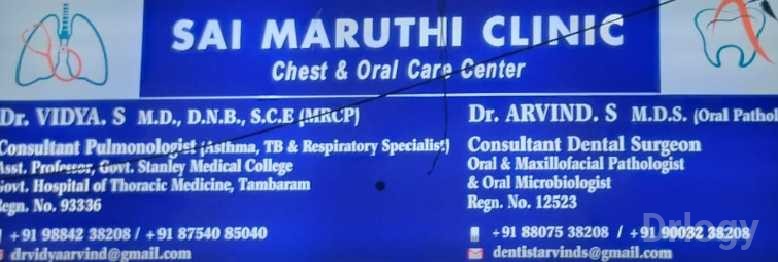 SAI MARUTHI CLINIC
Chest & Oral Care Center
Dr. VIDYA. S M.D., D.N.B., S.C.E (MRCP)
Consultant Pulmonologist (Asthma, TB & Respiratory Specialist)
Asst. Professor, Govt. Stanley Medical College
Govt. Hospital of Thoracic Medicine, Tambaram
Regn. No. 93336
+91 98842 38208 / +91 87540 85040
drvidyaarvind@gmail.com
Dr. ARVIND. S M.D.S. (Oral Pathol
Consultant Dental Surgeon
Oral & Maxillofacial Pathologist
& Oral Microbiologist
Regn. No. 12523
+91 88075 38208 / +91 90032 38208
dentistarvinds@gmail.com
Drlogy